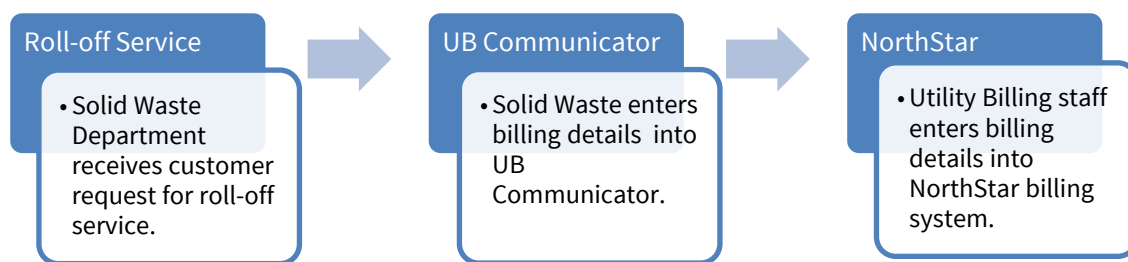 Roll-off Service
• Solid Waste
Department
receives customer
request for roll-off
service.
UB Communicator
• Solid Waste enters
billing details into
UB
Communicator.
NorthStar
• Utility Billing staff
enters billing
details into
NorthStar billing
system.